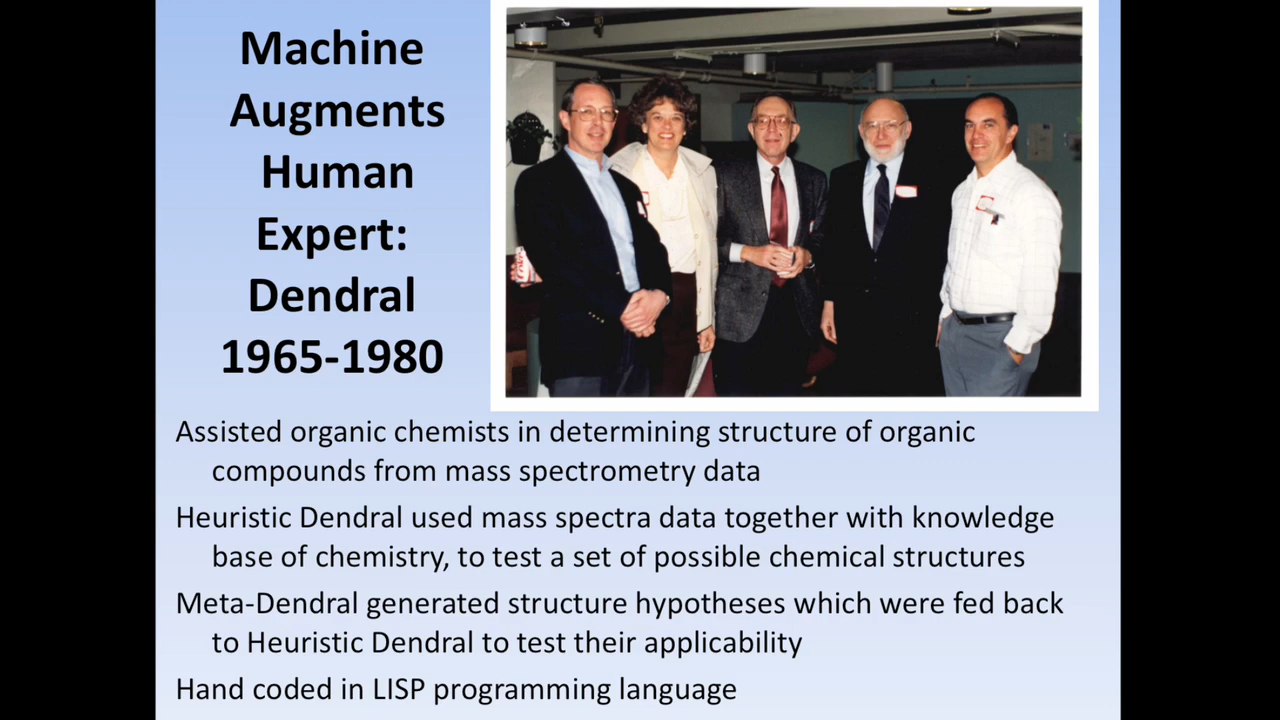 Machine
Augments
Human
Expert:
Dendral
1965-1980
Assisted organic chemists in determining structure of organic
compounds from mass spectrometry data
Heuristic Dendral used mass spectra data together with knowledge
base of chemistry, to test a set of possible chemical structures
Meta-Dendral generated structure hypotheses which were fed back
to Heuristic Dendral to test their applicability
Hand coded in LISP programming language